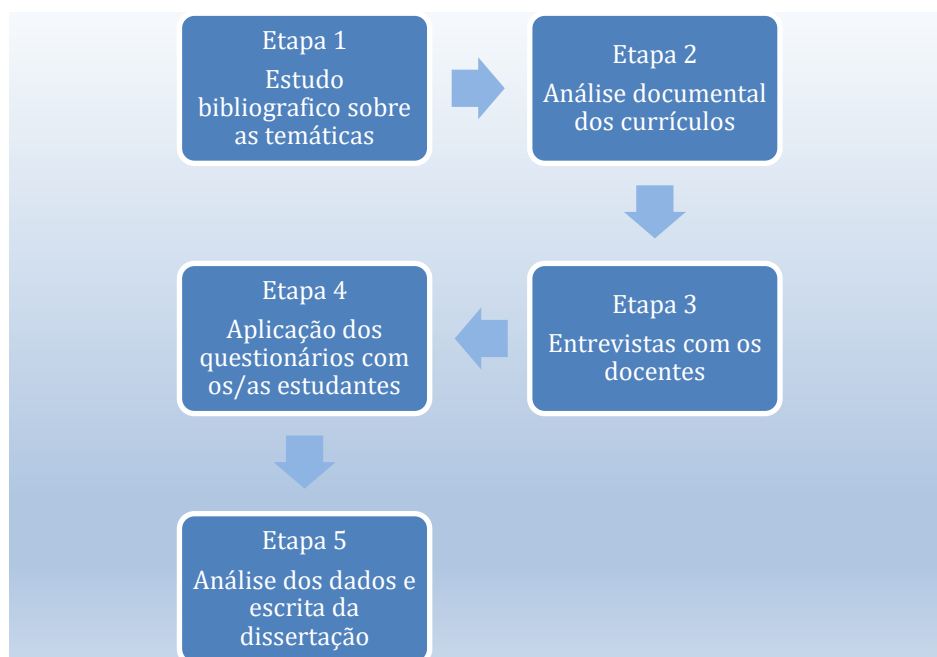 Etapa 1
Estudo
bibliografico sobre
as temáticas
Etapa 2
Análise documental
dos currículos
Etapa 3
Entrevistas com os
docentes
Etapa 4
Aplicação dos
questionários com
os/as estudantes
Etapa 5
Análise dos dados e
escrita da
dissertação